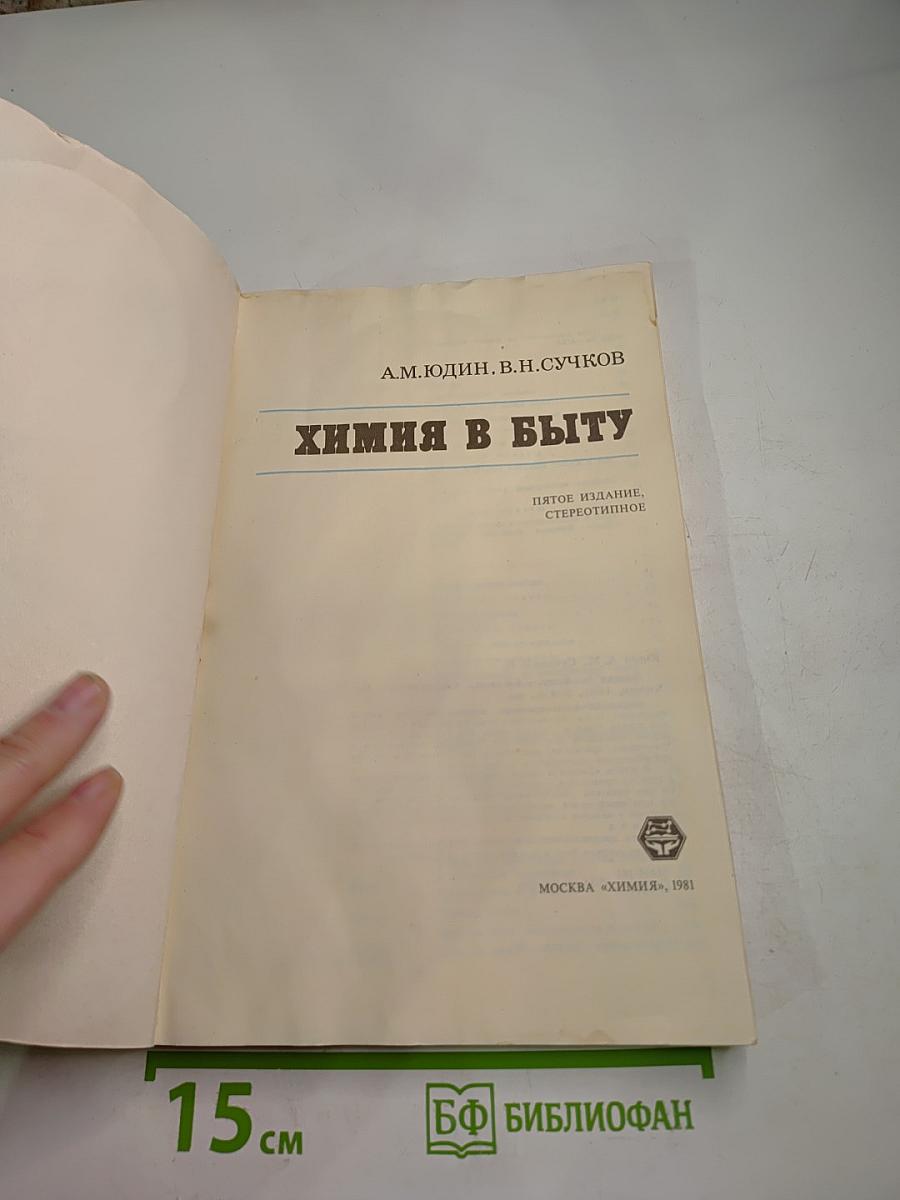 А.М.ЮДИН, В.Н.СУЧКОВ
ХИМИЯ В БЫТУ
ПЯТОЕ ИЗДАНИЕ,
СТЕРЕОТИПНОЕ
МОСКВА «ХИМИЯ», 1981
15 см
БФ БИБЛИОФАН